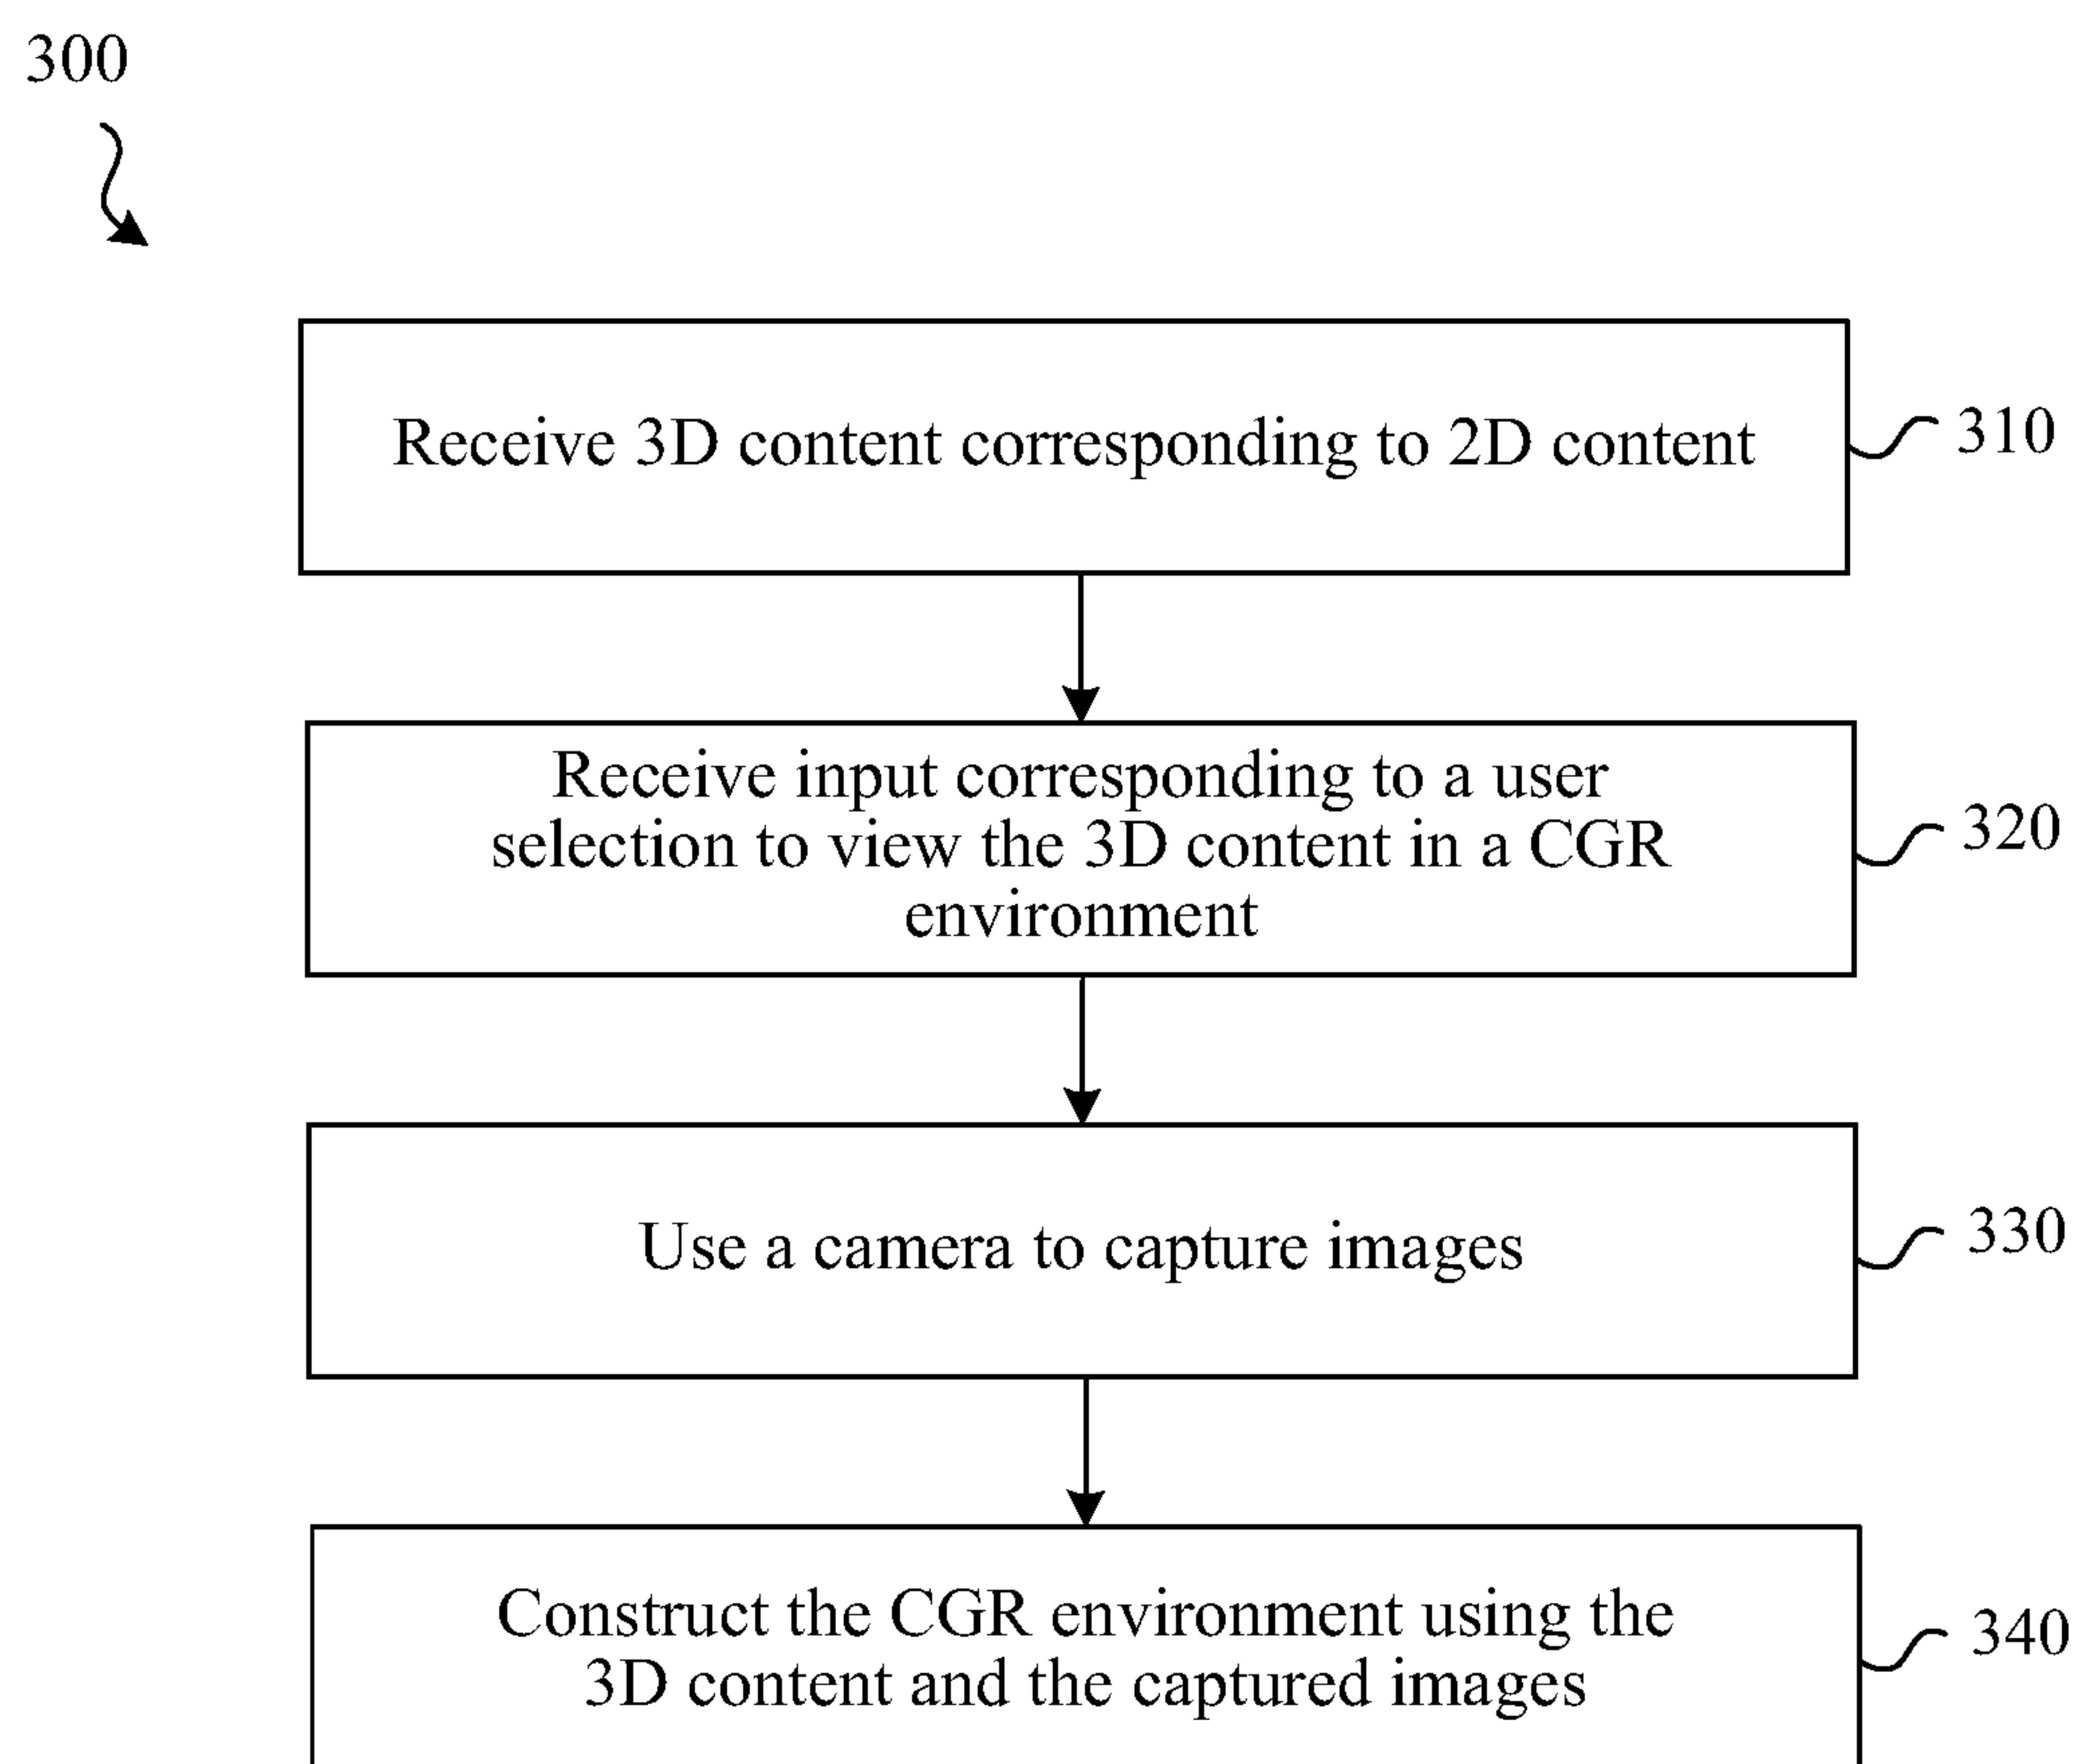 300
Receive 3D content corresponding to 2D content
310
Receive input corresponding to a user
selection to view the 3D content in a CGR
environment
320
Use a camera to capture images
330
Construct the CGR environment using the
3D content and the captured images
340